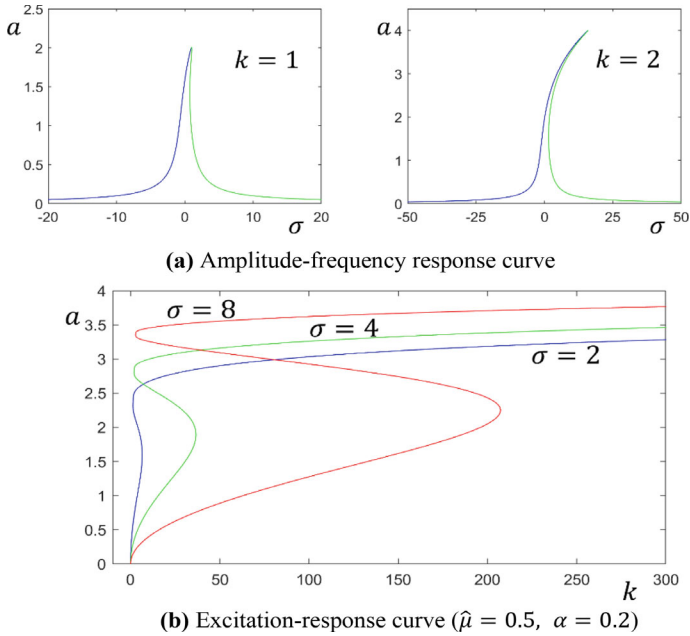 a
2.5
2
1.5
1
0.5
0
-20
-10
0
10
σ
20
k = 1
a
4
3
2
1
0
-50
-25
0
25
σ
50
k = 2
(a) Amplitude-frequency response curve
a
4
3.5
3
2.5
2
1.5
1
0.5
0
σ = 8
σ = 4
σ = 2
0
50
100
150
200
250
k
300
(b) Excitation-response curve (μ̂ = 0.5, α = 0.2)